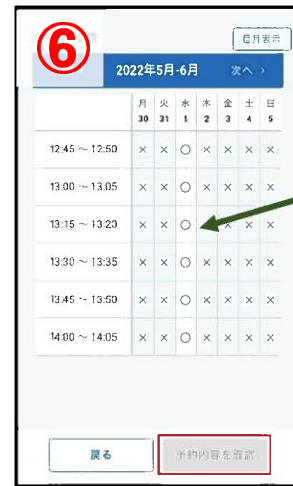 ⑥
日月表示
2022年5月-6月 次へ ›
月 火 水 木 金 土 日
30 31 1 2 3 4 5
12:45 ~ 12:50 × × ○ × × × ×
13:00 ~ 13:05 × × ○ × × × ×
13:15 ~ 13:20 × × ○ × × × ×
13:30 ~ 13:35 × × ○ × × × ×
13:45 ~ 13:50 × × ○ × × × ×
14:00 ~ 14:05 × × ○ × × × ×
戻る
予約内容を確認